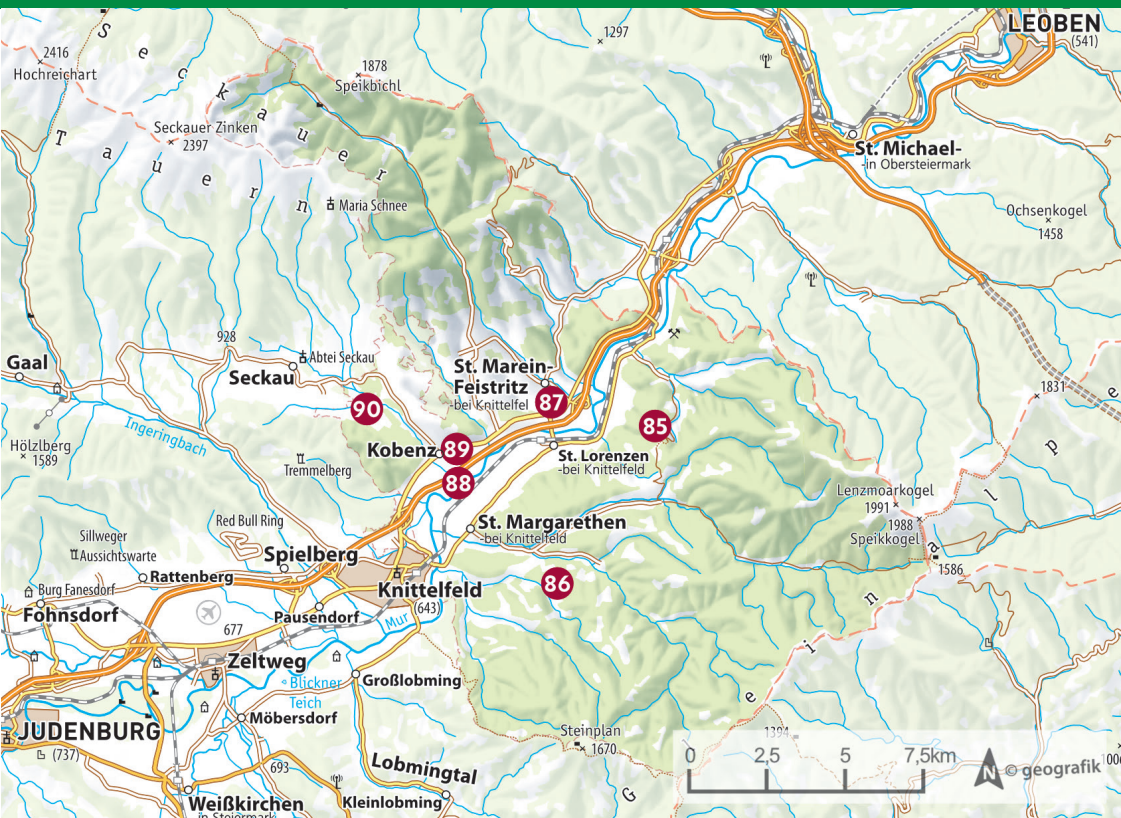 LEOBEN
(541)
1297
2416
Hochreichart
1878
Speikbichl
Seckauer
Tauern
Seckauer Zinken
2397
St. Michael-
-in Obersteiermark
Maria Schnee
Ochsenkogel
1458
928
Gaal
Abtei Seckau
Seckau
St. Marein-
Feistritz
-bei Knittelfel
87
1831
90
85
Ingeringbach
Kobenz
89
Hölzlberg
1589
Tremmelberg
St. Lorenzen
-bei Knittelfeld
88
Lenzmoarkogel
1991
1988
Speikkogel
Red Bull Ring
St. Margarethen
-bei Knittelfeld
Sillweger
Aussichtswarte
Spielberg
1586
Rattenberg
86
Burg Fanesdorf
Knittelfeld
(643)
Fohnsdorf
Pausendorf
Mur
677
Zeltweg
Blickner
Teich
Großlobming
Möbersdorf
JUDENBURG
(737)
Steinplan
1670
1394
693
Lobmingtal
Kleinlobming
Weißkirchen
in Steiermark
G
l
e
i
n
a
l
p
e
0
2,5
5
7,5km
N
© geografik